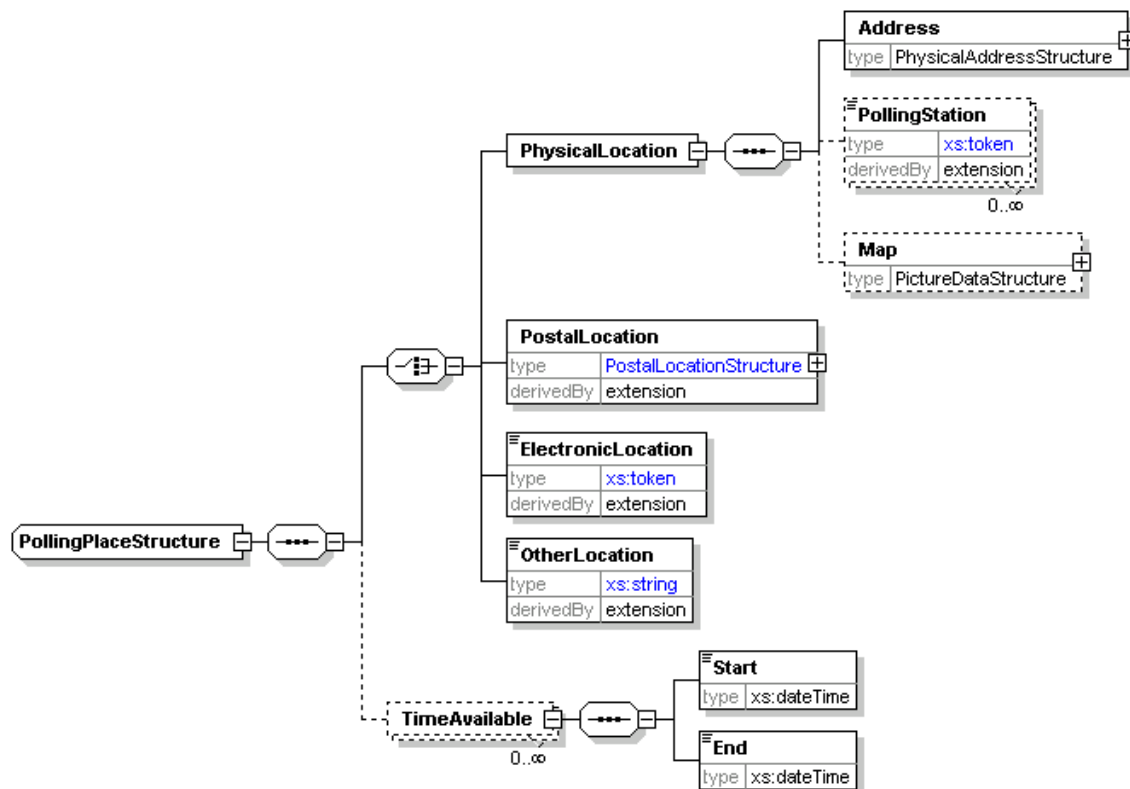 Address
type PhysicalAddressStructure
PollingStation
type xs:token
derivedBy extension
0..∞
PhysicalLocation
Map
type PictureDataStructure
PostalLocation
type PostalLocationStructure
derivedBy extension
ElectronicLocation
type xs:token
derivedBy extension
PollingPlaceStructure
OtherLocation
type xs:string
derivedBy extension
Start
type xs:dateTime
TimeAvailable
0..∞
End
type xs:dateTime